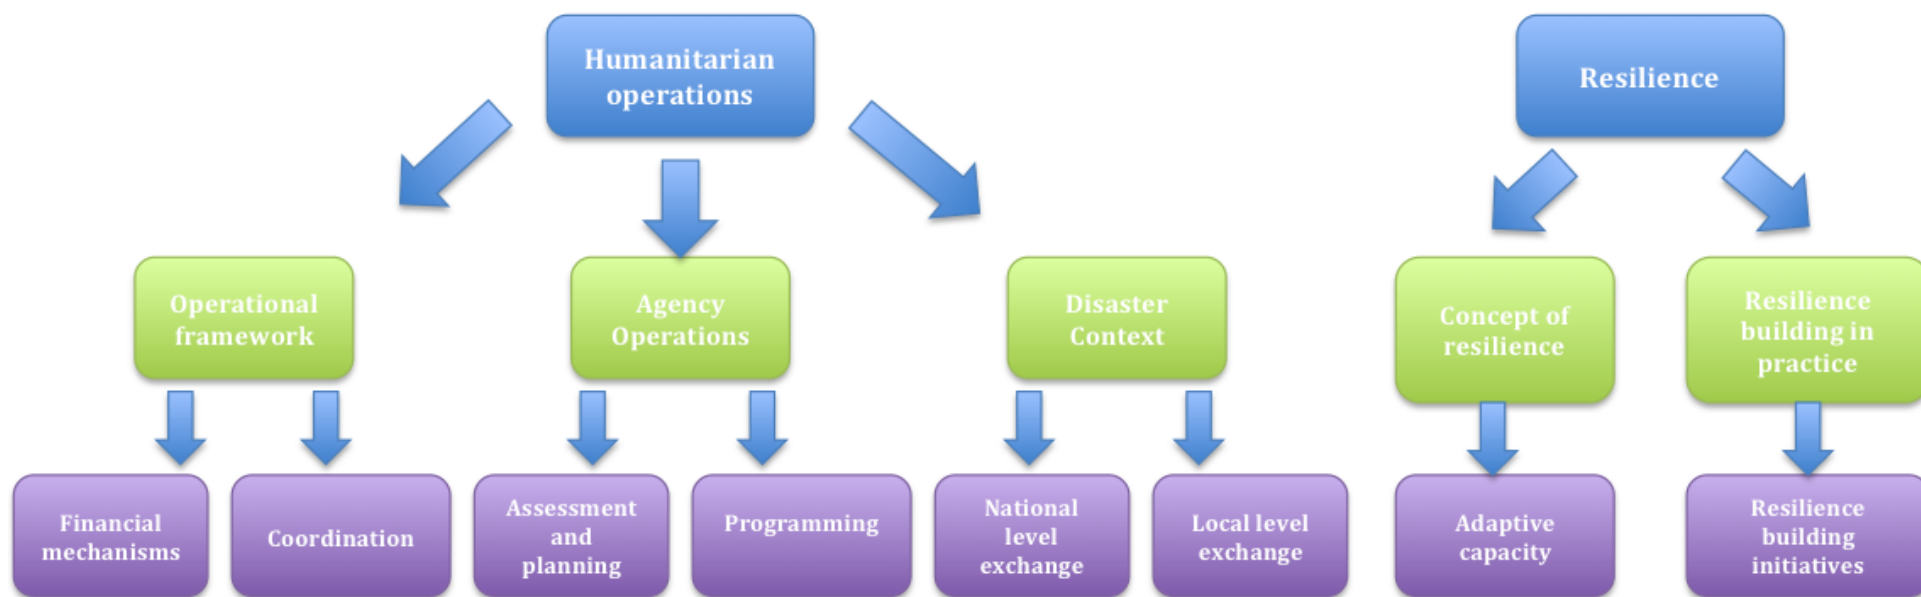 Humanitarian
operations
Resilience
Operational
framework
Agency
Operations
Disaster
Context
Concept of
resilience
Resilience
building in
practice
Financial
mechanisms
Coordination
Assessment
and
planning
Programming
National
level
exchange
Local level
exchange
Adaptive
capacity
Resilience
building
initiatives